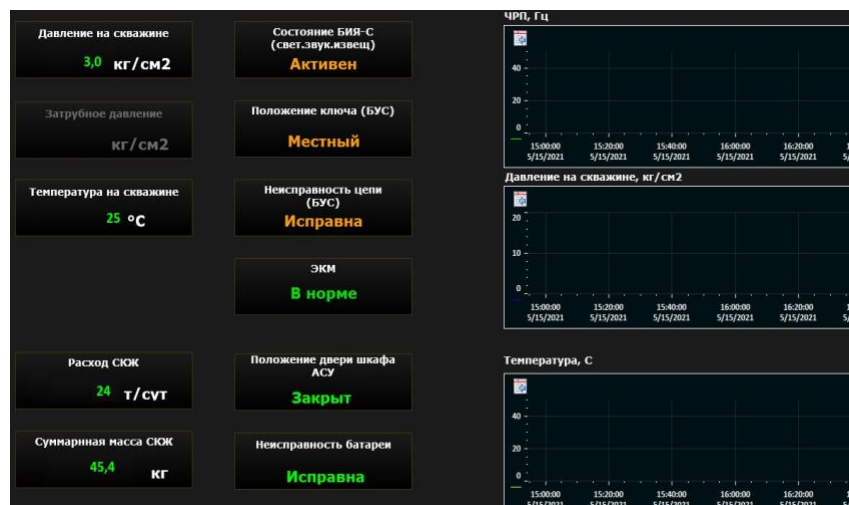 Давление на скважине
3,0 кг/см2
Затрубное давление
кг/см2
Температура на скважине
25 °С
Расход СКЖ
24 т/сут
Суммарнная масса СКЖ
45,4 кг
Состояние БИЯ-С
(свет.звук.извещ)
Активен
Положение ключа (БУС)
Местный
Неисправность цепи
(БУС)
Исправна
ЭКМ
В норме
Положение двери шкафа
АСУ
Закрыт
Неисправность батареи
Исправна
ЧРП, Гц
40
20
0
15:00:00 15:20:00 15:40:00 16:00:00 16:20:00
5/15/2021 5/15/2021 5/15/2021 5/15/2021 5/15/2021
Давление на скважине, кг/см2
20
10
0
15:00:00 15:20:00 15:40:00 16:00:00 16:20:00
5/15/2021 5/15/2021 5/15/2021 5/15/2021 5/15/2021
Температура, С
40
20
0
15:00:00 15:20:00 15:40:00 16:00:00 16:20:00
5/15/2021 5/15/2021 5/15/2021 5/15/2021 5/15/2021